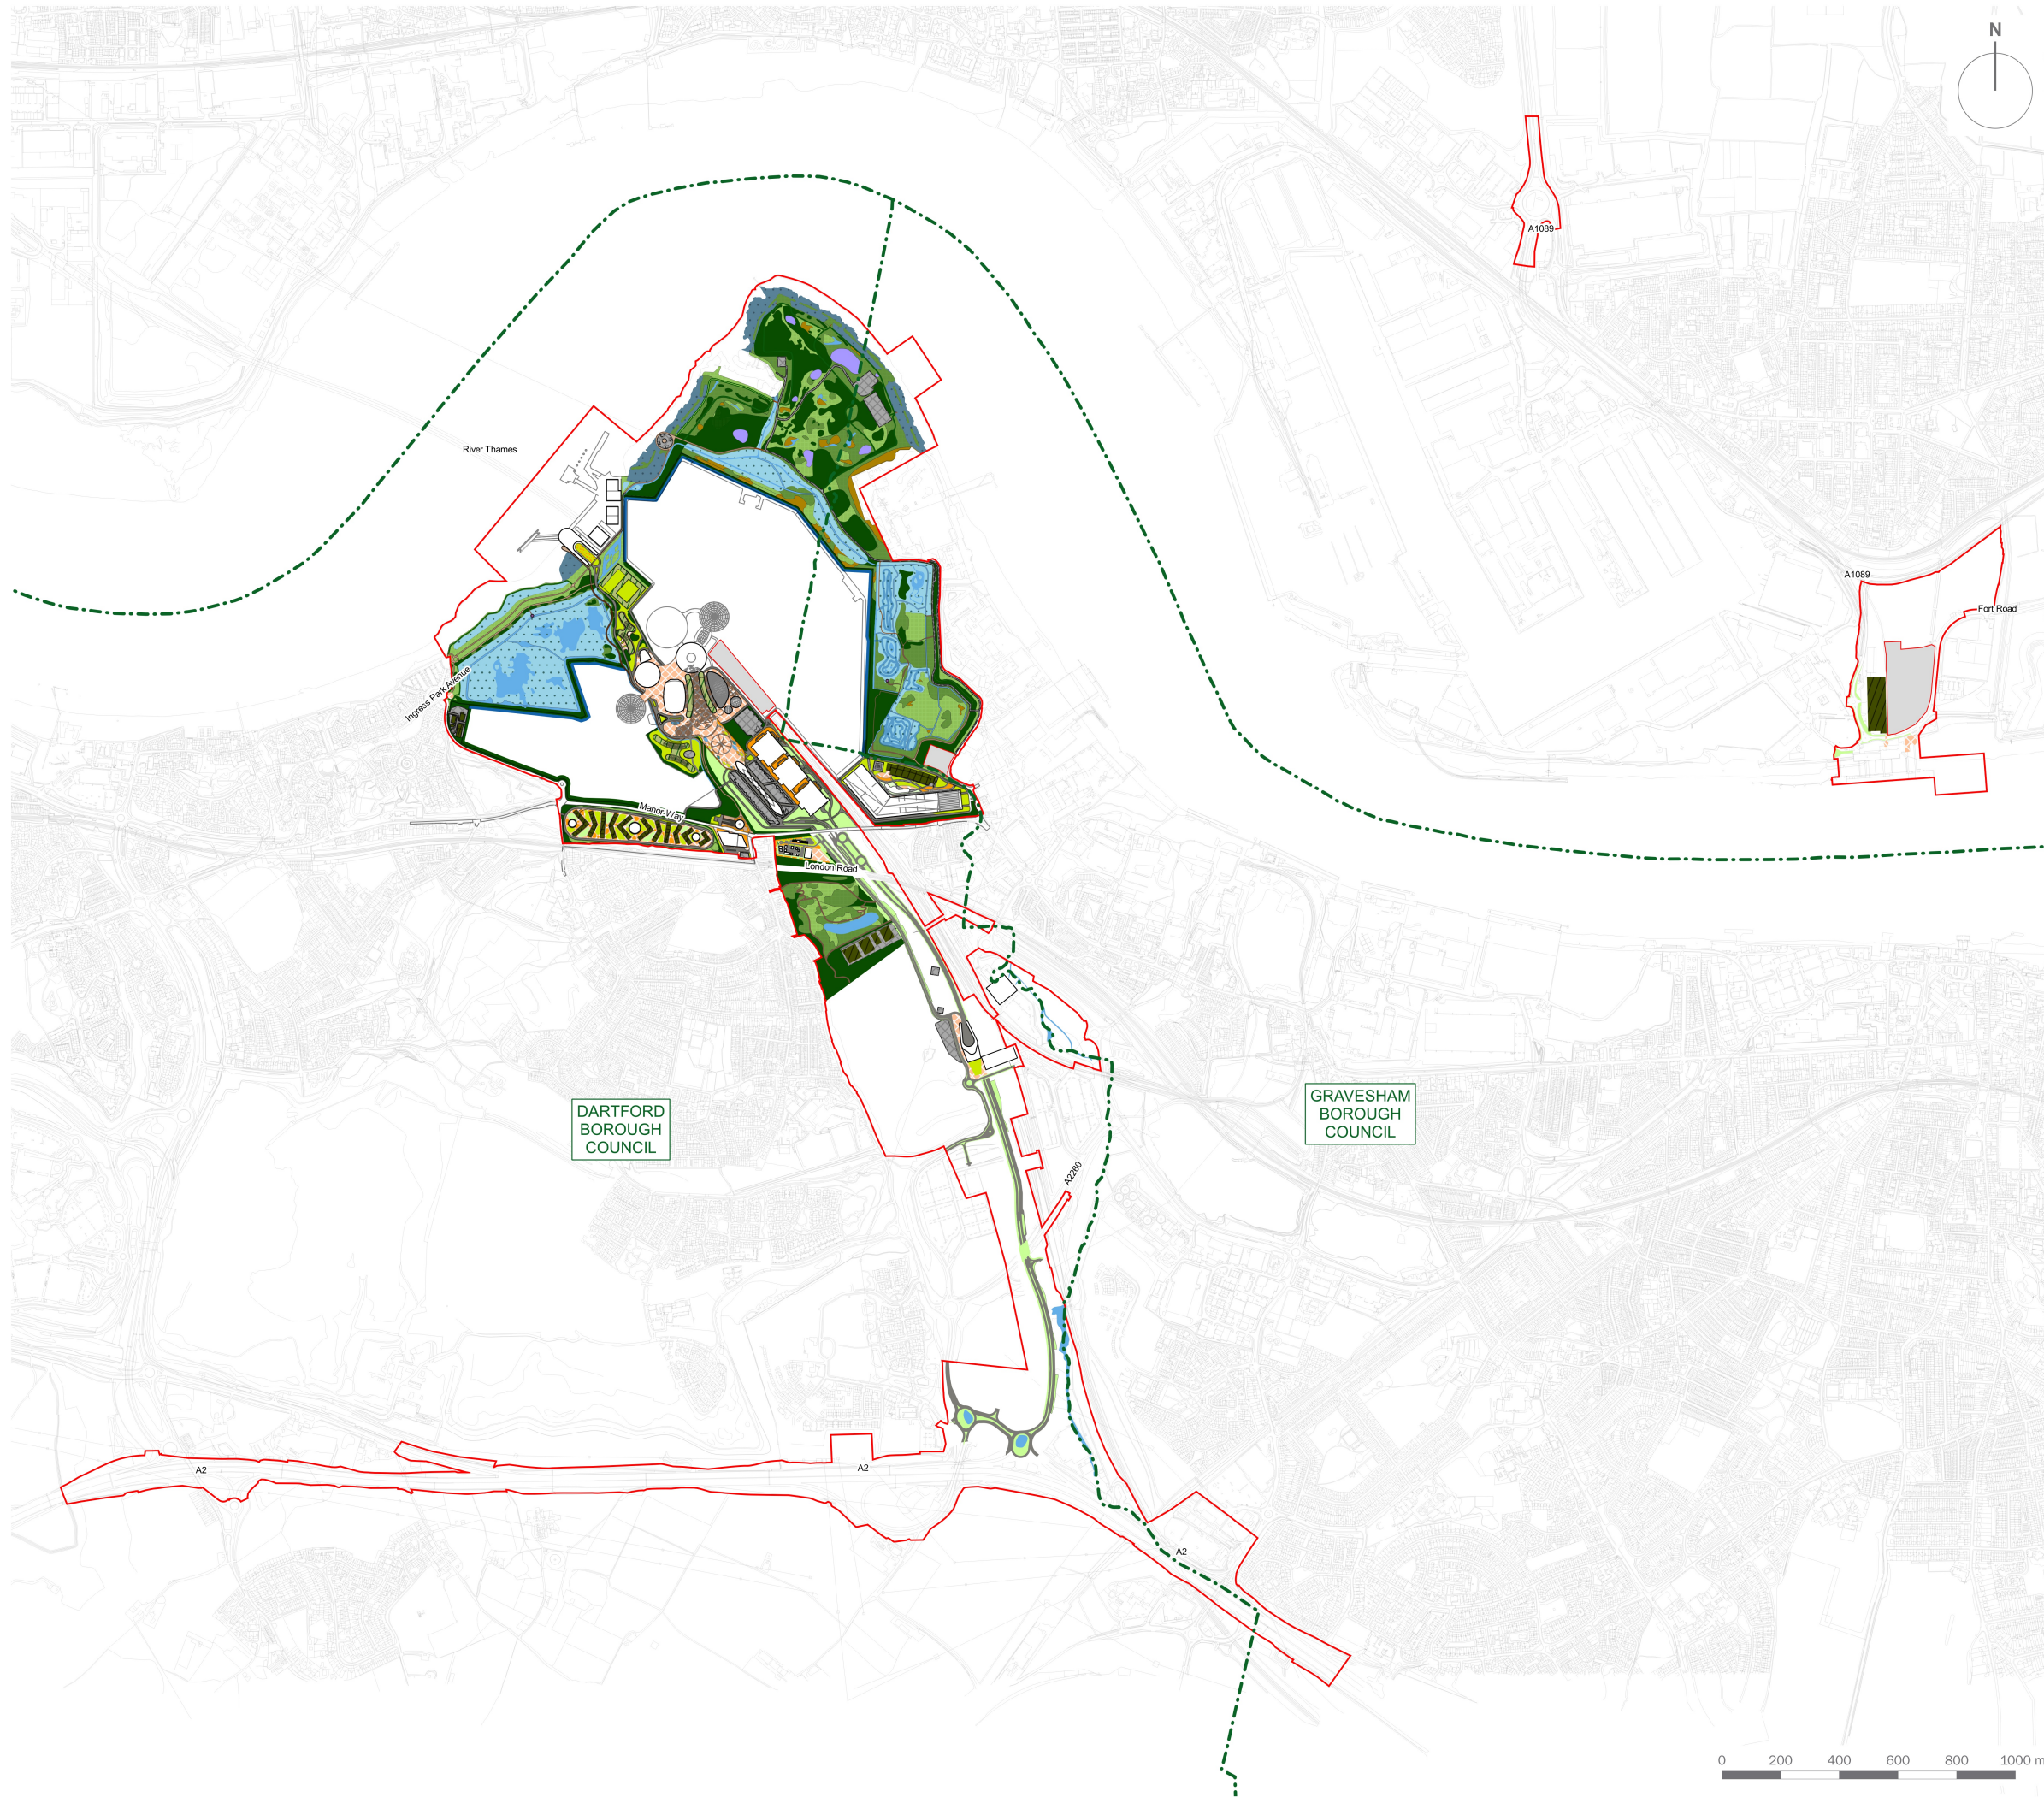 N
A1089
River Thames
A1089
Fort Road
Ingress Park Avenue
Manor Way
London Road
DARTFORD
BOROUGH
COUNCIL
GRAVESHAM
BOROUGH
COUNCIL
A2260
A2
A2
A2
0 200 400 600 800 1000 m